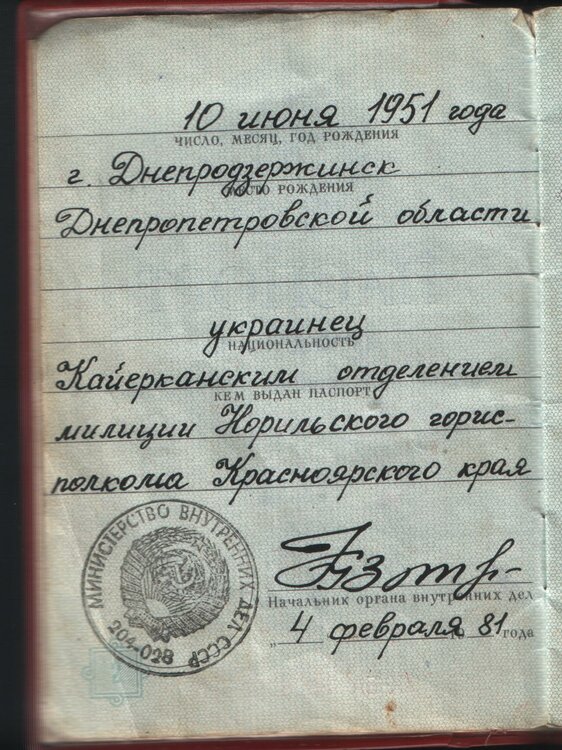 10 июня 1951 года
ЧИСЛО, МЕСЯЦ, ГОД РОЖДЕНИЯ
г. Днепродзержинск
МЕСТО РОЖДЕНИЯ
Днепропетровской области
украинец
НАЦИОНАЛЬНОСТЬ
Кайерканским отделением
КЕМ ВЫДАН ПАСПОРТ
милиции Норильского горис-
полкома Красноярского края
МИНИСТЕРСТВО ВНУТРЕННИХ ДЕЛ СССР
204-028
Начальник органа внутренних дел
„4 февраля 1981 года